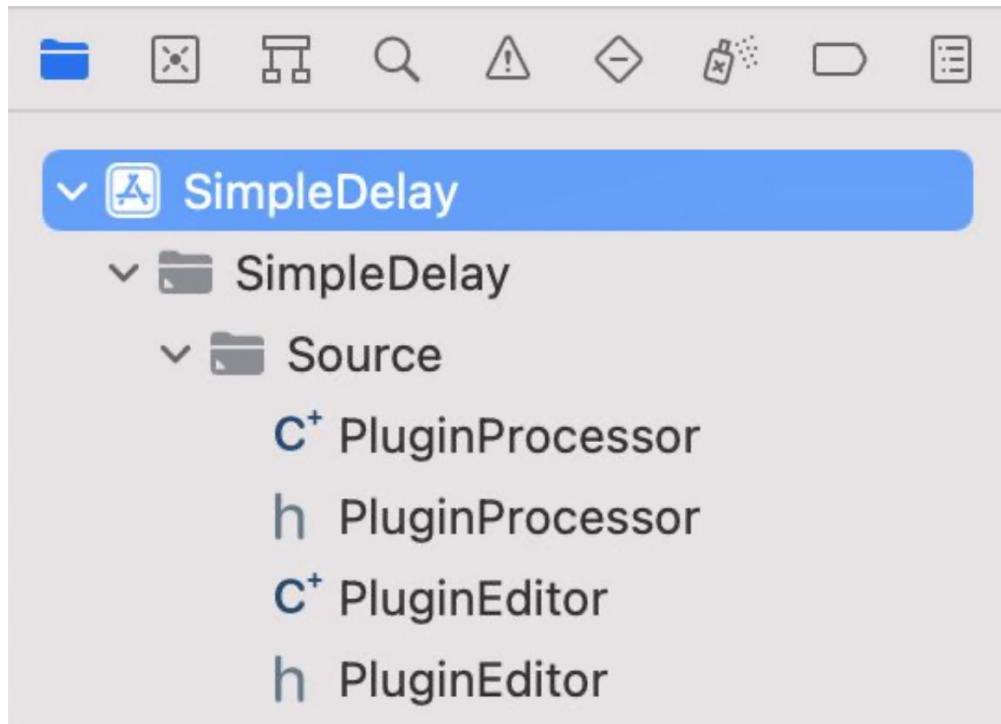 SimpleDelay
SimpleDelay
Source
C+ PluginProcessor
h PluginProcessor
C+ PluginEditor
h PluginEditor